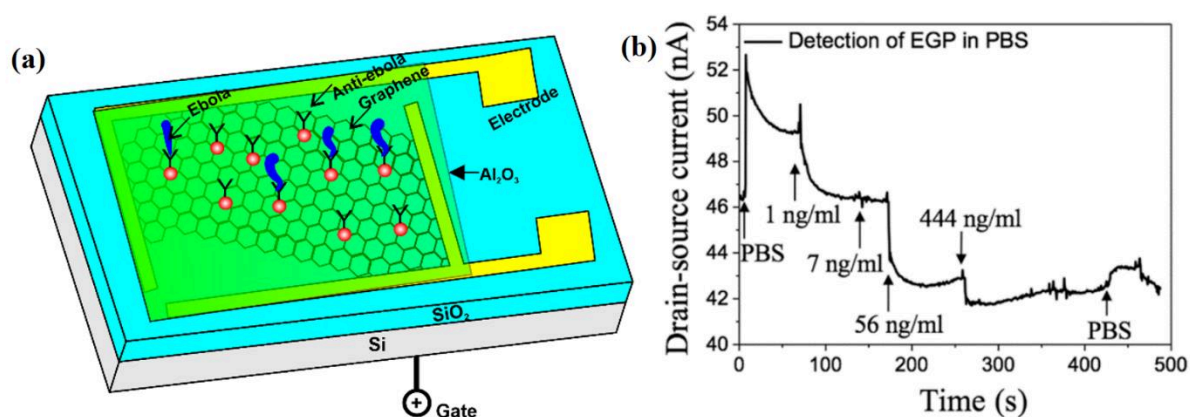 (a)
Ebola
Anti-ebola
Graphene
Electrode
Al₂O₃
SiO₂
Si
Gate
(b)
Detection of EGP in PBS
Drain-source current (nA)
54
52
50
48
46
44
42
40
PBS
1 ng/ml
7 ng/ml
56 ng/ml
444 ng/ml
PBS
0 100 200 300 400 500
Time (s)